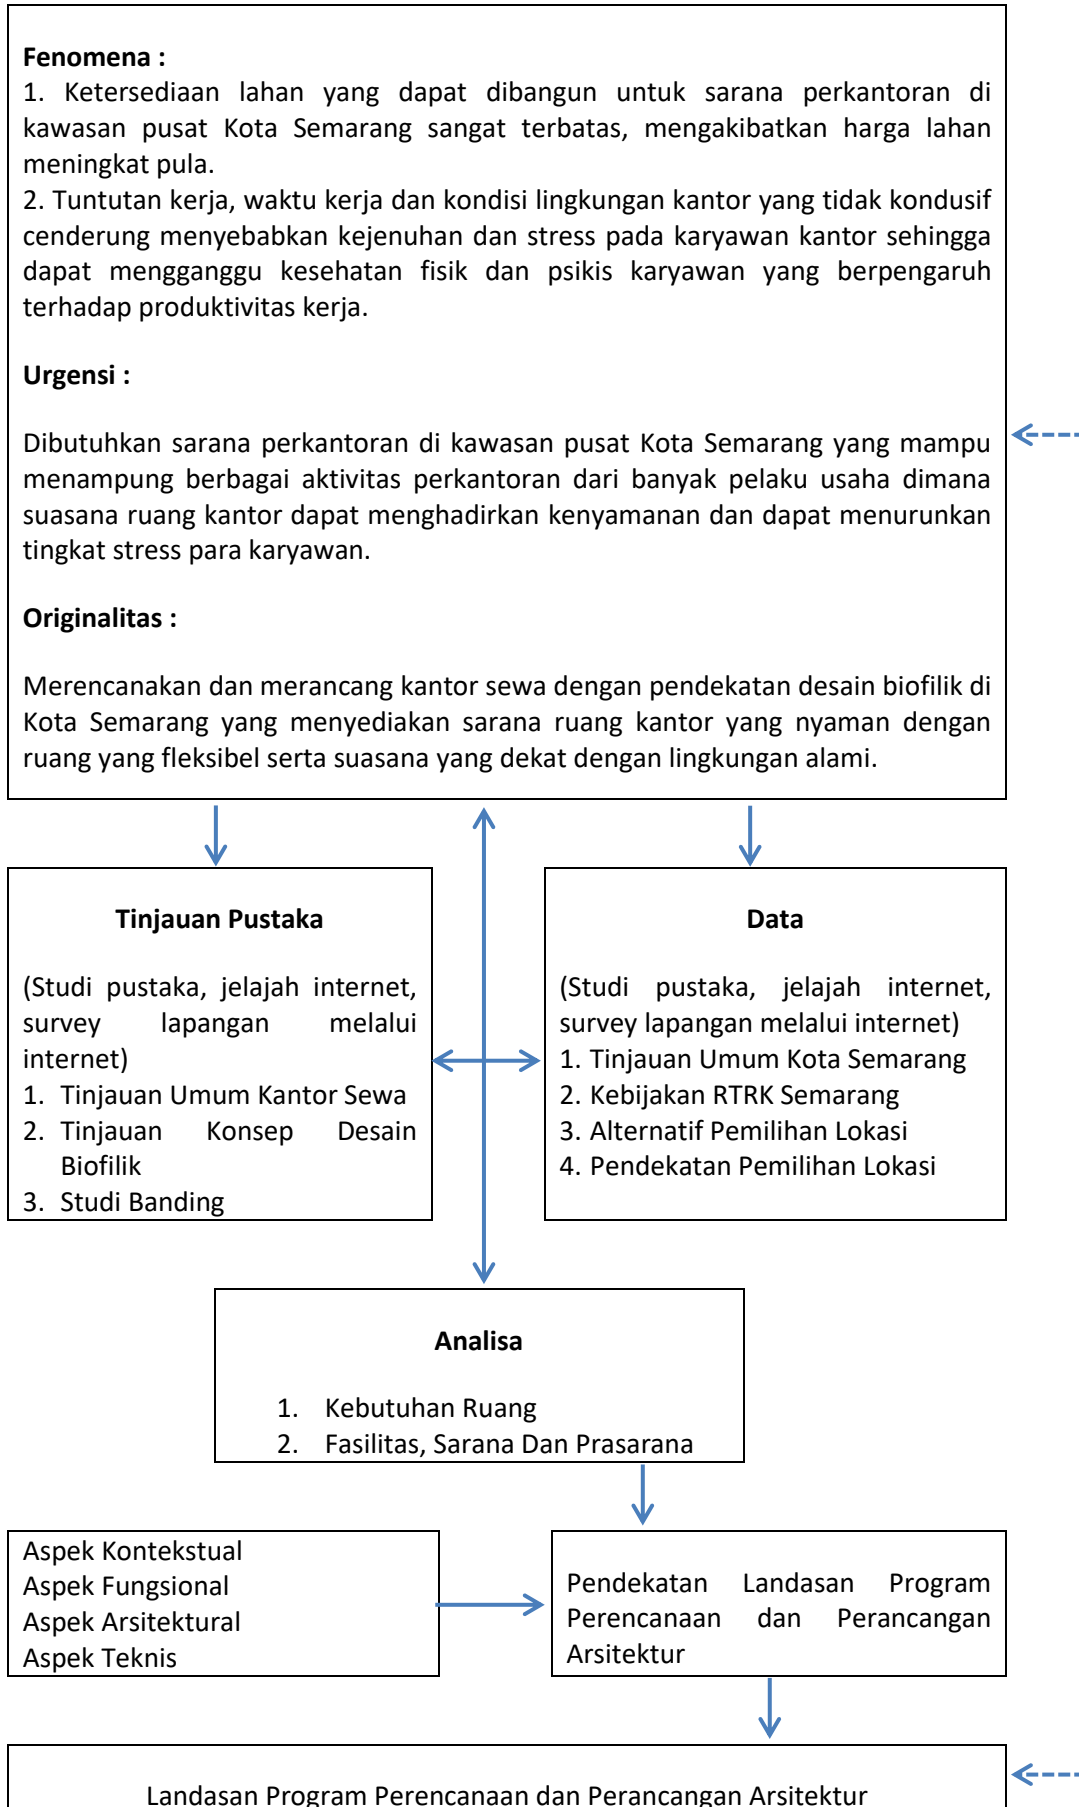 Fenomena :
1. Ketersediaan lahan yang dapat dibangun untuk sarana perkantoran di
kawasan pusat Kota Semarang sangat terbatas, mengakibatkan harga lahan
meningkat pula.
2. Tuntutan kerja, waktu kerja dan kondisi lingkungan kantor yang tidak kondusif
cenderung menyebabkan kejenuhan dan stress pada karyawan kantor sehingga
dapat mengganggu kesehatan fisik dan psikis karyawan yang berpengaruh
terhadap produktivitas kerja.
Urgensi :
Dibutuhkan sarana perkantoran di kawasan pusat Kota Semarang yang mampu
menampung berbagai aktivitas perkantoran dari banyak pelaku usaha dimana
suasana ruang kantor dapat menghadirkan kenyamanan dan dapat menurunkan
tingkat stress para karyawan.
Originalitas :
Merencanakan dan merancang kantor sewa dengan pendekatan desain biofilik di
Kota Semarang yang menyediakan sarana ruang kantor yang nyaman dengan
ruang yang fleksibel serta suasana yang dekat dengan lingkungan alami.
Tinjauan Pustaka
(Studi pustaka, jelajah internet,
survey lapangan melalui
internet)
1. Tinjauan Umum Kantor Sewa
2. Tinjauan Konsep Desain
Biofilik
3. Studi Banding
Data
(Studi pustaka, jelajah internet,
survey lapangan melalui internet)
1. Tinjauan Umum Kota Semarang
2. Kebijakan RTRK Semarang
3. Alternatif Pemilihan Lokasi
4. Pendekatan Pemilihan Lokasi
Analisa
1. Kebutuhan Ruang
2. Fasilitas, Sarana Dan Prasarana
Aspek Kontekstual
Aspek Fungsional
Aspek Arsitektural
Aspek Teknis
Pendekatan Landasan Program
Perencanaan dan Perancangan
Arsitektur
Landasan Program Perencanaan dan Perancangan Arsitektur